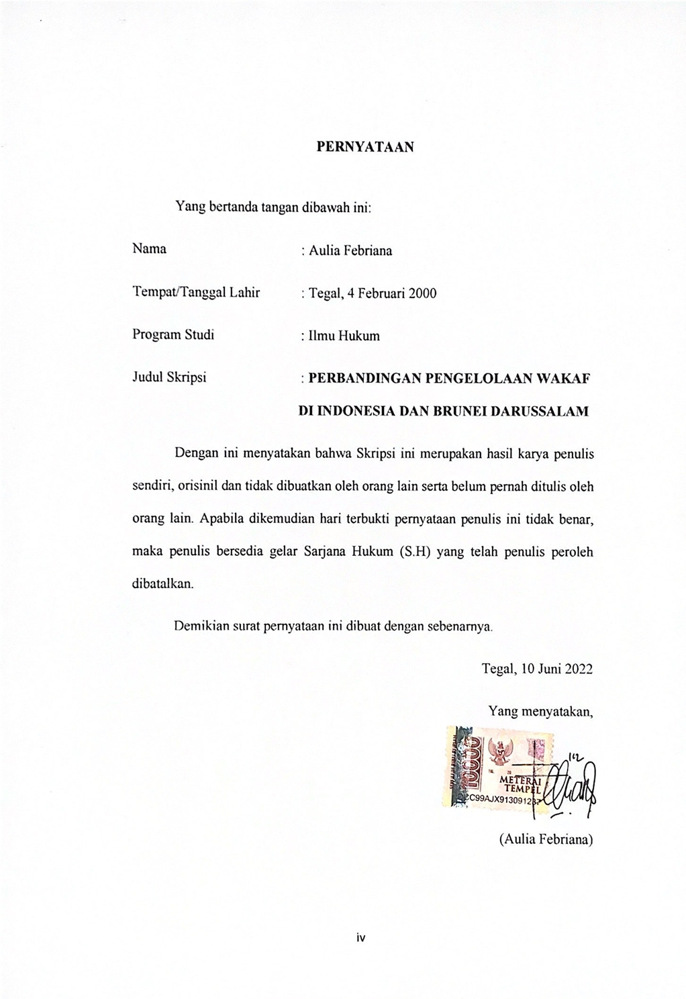 PERNYATAAN
Yang bertanda tangan dibawah ini:
Nama : Aulia Febriana
Tempat/Tanggal Lahir : Tegal, 4 Februari 2000
Program Studi : Ilmu Hukum
Judul Skripsi : PERBANDINGAN PENGELOLAAN WAKAF
DI INDONESIA DAN BRUNEI DARUSSALAM
Dengan ini menyatakan bahwa Skripsi ini merupakan hasil karya penulis
sendiri, orisinil dan tidak dibuatkan oleh orang lain serta belum pernah ditulis oleh
orang lain. Apabila dikemudian hari terbukti pernyataan penulis ini tidak benar,
maka penulis bersedia gelar Sarjana Hukum (S.H) yang telah penulis peroleh
dibatalkan.
Demikian surat pernyataan ini dibuat dengan sebenarnya.
Tegal, 10 Juni 2022
Yang menyatakan,
10000
TGL. 20
METERAI
TEMPEL
(Aulia Febriana)
iv